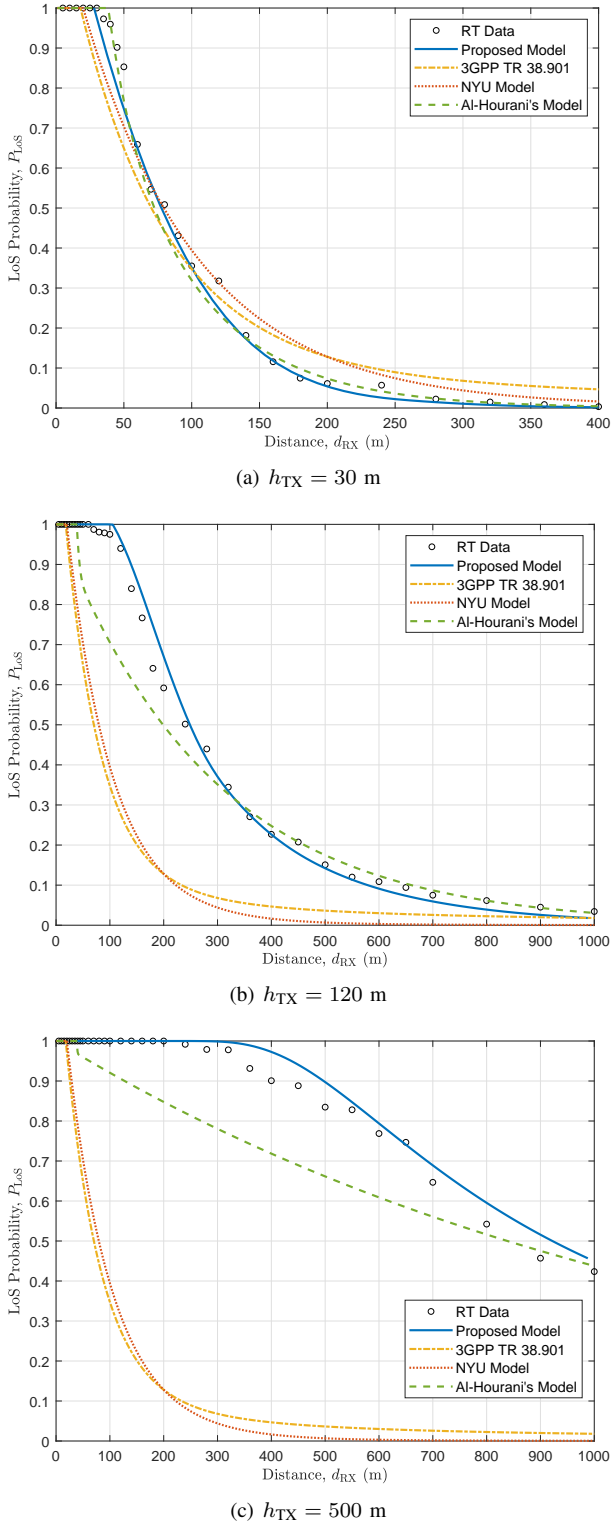 1
0.9
0.8
0.7
0.6
0.5
0.4
0.3
0.2
0.1
0
LoS Probability, P_LoS
RT Data
Proposed Model
3GPP TR 38.901
NYU Model
Al-Hourani's Model
0 50 100 150 200 250 300 350 400
Distance, d_RX (m)
(a) h_TX = 30 m
1
0.9
0.8
0.7
0.6
0.5
0.4
0.3
0.2
0.1
0
LoS Probability, P_LoS
RT Data
Proposed Model
3GPP TR 38.901
NYU Model
Al-Hourani's Model
0 100 200 300 400 500 600 700 800 900 1000
Distance, d_RX (m)
(b) h_TX = 120 m
1
0.9
0.8
0.7
0.6
0.5
0.4
0.3
0.2
0.1
0
LoS Probability, P_LoS
RT Data
Proposed Model
3GPP TR 38.901
NYU Model
Al-Hourani's Model
0 100 200 300 400 500 600 700 800 900 1000
Distance, d_RX (m)
(c) h_TX = 500 m